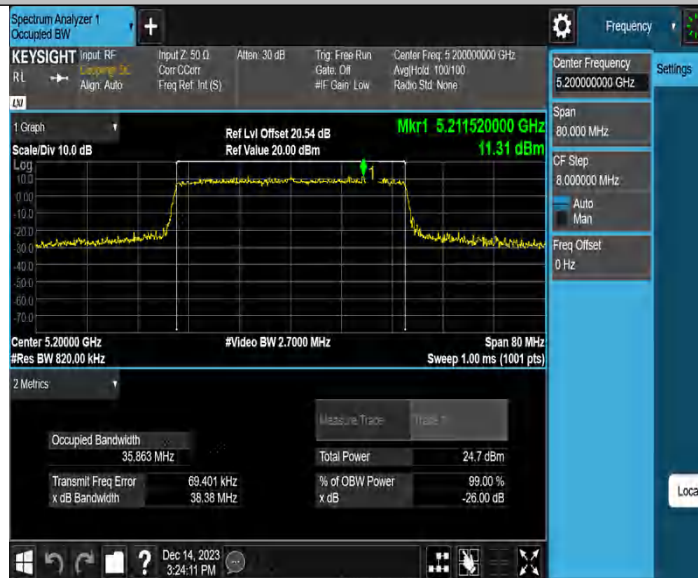 Spectrum Analyzer 1
Occupied BW
+
Frequency
KEYSIGHT
Input: RF
Coupling: DC
Align: Auto
RL
LXI
Input Z: 50 Ω
Corr CCorr
Freq Ref: Int (S)
Atten: 30 dB
Trig: Free Run
Gate: Off
#IF Gain: Low
Center Freq: 5.200000000 GHz
Avg|Hold: 100/100
Radio Std: None
Center Frequency
5.200000000 GHz
Settings
Span
80.000 MHz
CF Step
8.000000 MHz
Auto
Man
Freq Offset
0 Hz
1 Graph
Scale/Div 10.0 dB
Ref Lvl Offset 20.54 dB
Ref Value 20.00 dBm
Mkr1 5.211520000 GHz
11.31 dBm
Log
10.0
0.00
-10.0
-20.0
-30.0
-40.0
-50.0
-60.0
-70.0
1
Center 5.20000 GHz
#Res BW 820.00 kHz
#Video BW 2.7000 MHz
Span 80 MHz
Sweep 1.00 ms (1001 pts)
2 Metrics
Measure Trace
Trace 1
Occupied Bandwidth
35.863 MHz
Total Power
24.7 dBm
Transmit Freq Error
69.401 kHz
% of OBW Power
99.00 %
x dB Bandwidth
38.38 MHz
x dB
-26.00 dB
Loca
?
Dec 14, 2023
3:24:11 PM